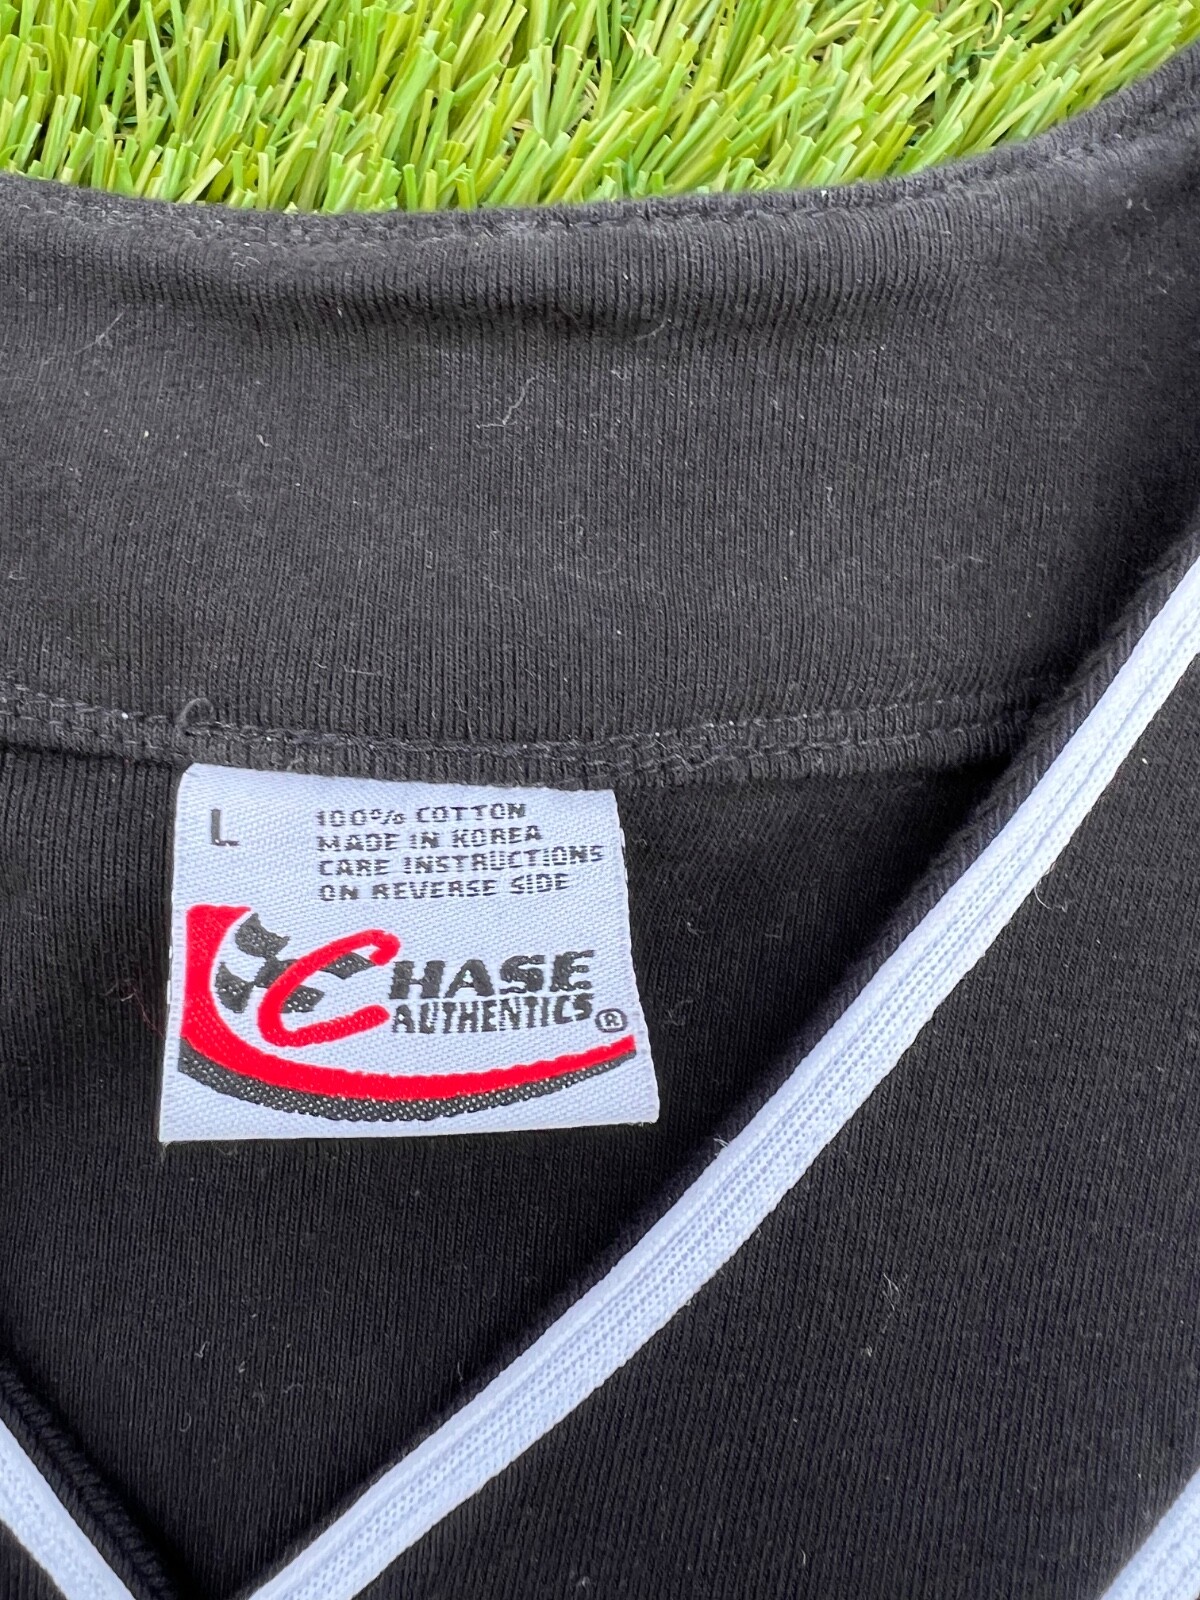 L
100% COTTON
MADE IN KOREA
CARE INSTRUCTIONS
ON REVERSE SIDE
CHASE
AUTHENTICS®